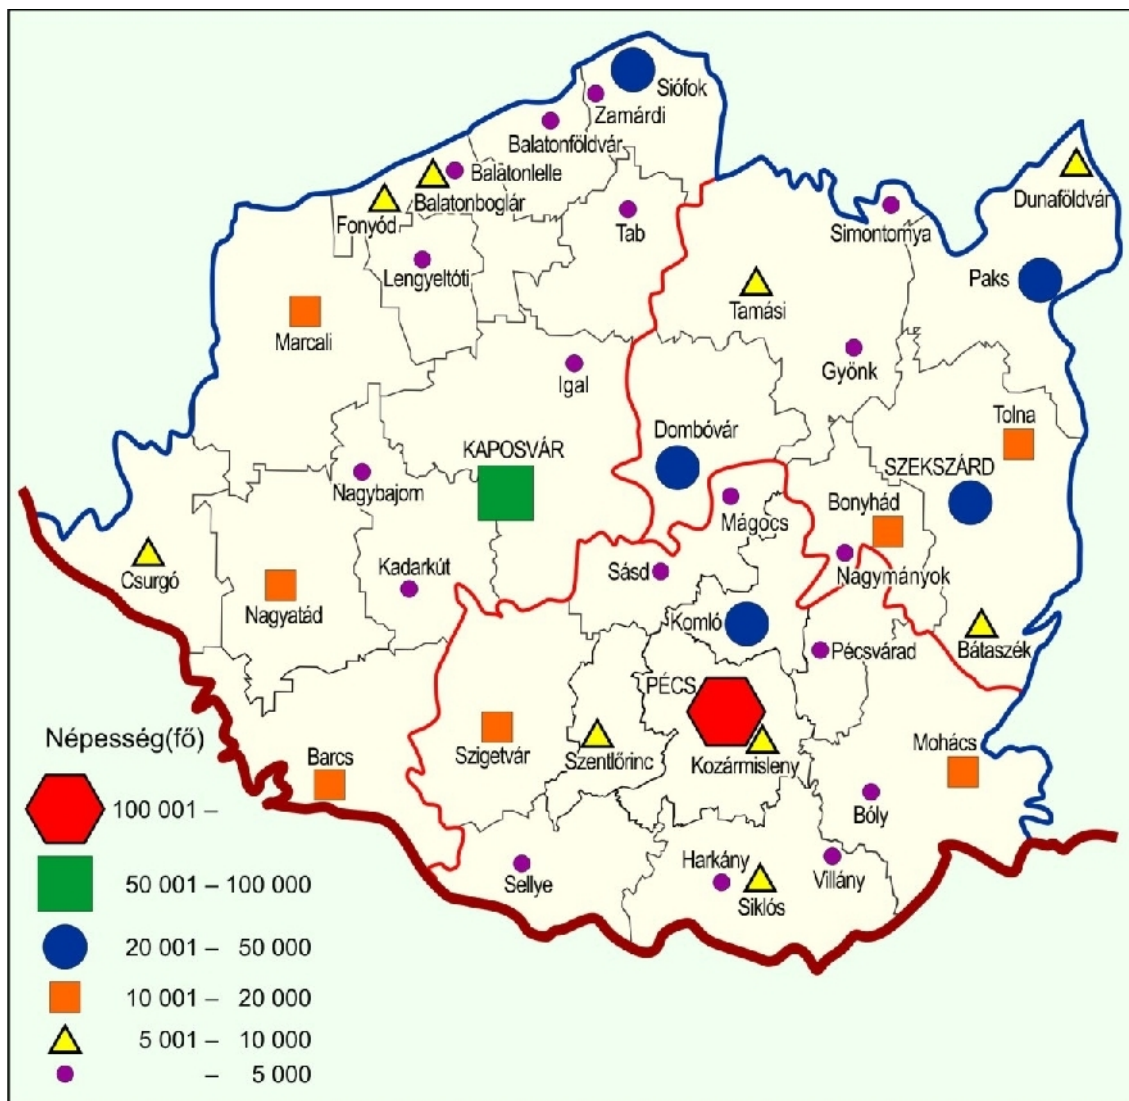 Siófok
Zamárdi
Balatonföldvár
Balatonlelle
Balatonboglár
Fonyód
Dunaföldvár
Tab
Simontornya
Lengyeltóti
Paks
Tamási
Marcali
Gyönk
Igal
Tolna
Dombóvár
KAPOSVÁR
SZEKSZÁRD
Nagybajom
Bonyhád
Mágocs
Csurgó
Kadarkút
Sásd
Nagymányok
Nagyatád
Komló
Pécsvárad
Bátaszék
PÉCS
Népesség(fő)
Szigetvár
Szentlőrinc
Kozármisleny
Mohács
Barcs
100 001 –
Bóly
Harkány
Villány
Sellye
50 001 – 100 000
Siklós
20 001 – 50 000
10 001 – 20 000
5 001 – 10 000
– 5 000